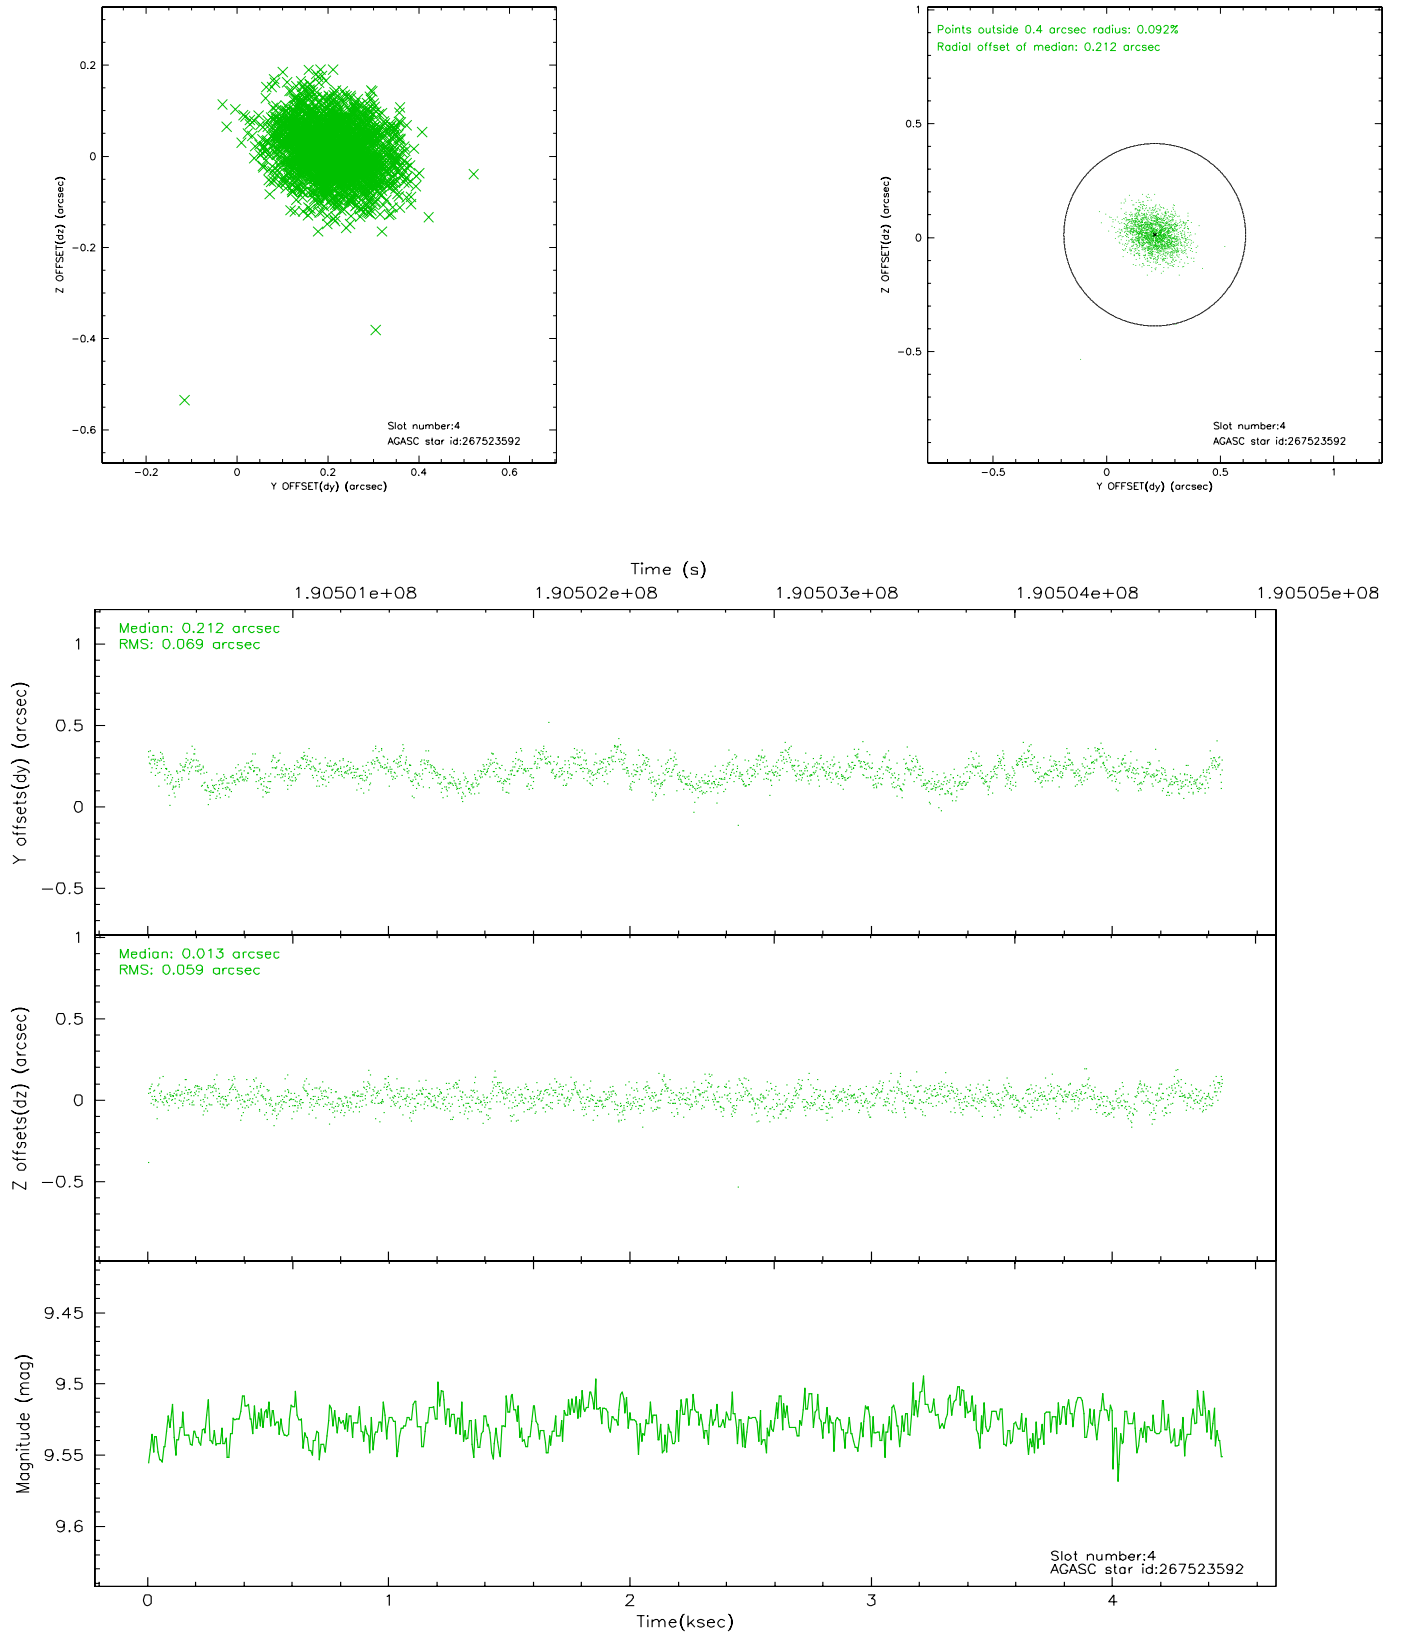 0.2
0
−0.2
−0.4
−0.6
Z OFFSET(dz) (arcsec)
Slot number:4
AGASC star id:267523592
−0.2 0 0.2 0.4 0.6
Y OFFSET(dy) (arcsec)
Points outside 0.4 arcsec radius: 0.092%
Radial offset of median: 0.212 arcsec
1
0.5
0
−0.5
Z OFFSET(dz) (arcsec)
Slot number:4
AGASC star id:267523592
−0.5 0 0.5 1
Y OFFSET(dy) (arcsec)
Time (s)
1.90501e+08 1.90502e+08 1.90503e+08 1.90504e+08 1.90505e+08
Median: 0.212 arcsec
RMS: 0.069 arcsec
1
0.5
0
−0.5
Y offsets(dy) (arcsec)
Median: 0.013 arcsec
RMS: 0.059 arcsec
1
0.5
0
−0.5
Z offsets(dz) (arcsec)
9.45
9.5
9.55
9.6
Magnitude (mag)
Slot number:4
AGASC star id:267523592
0 1 2 3 4
Time(ksec)